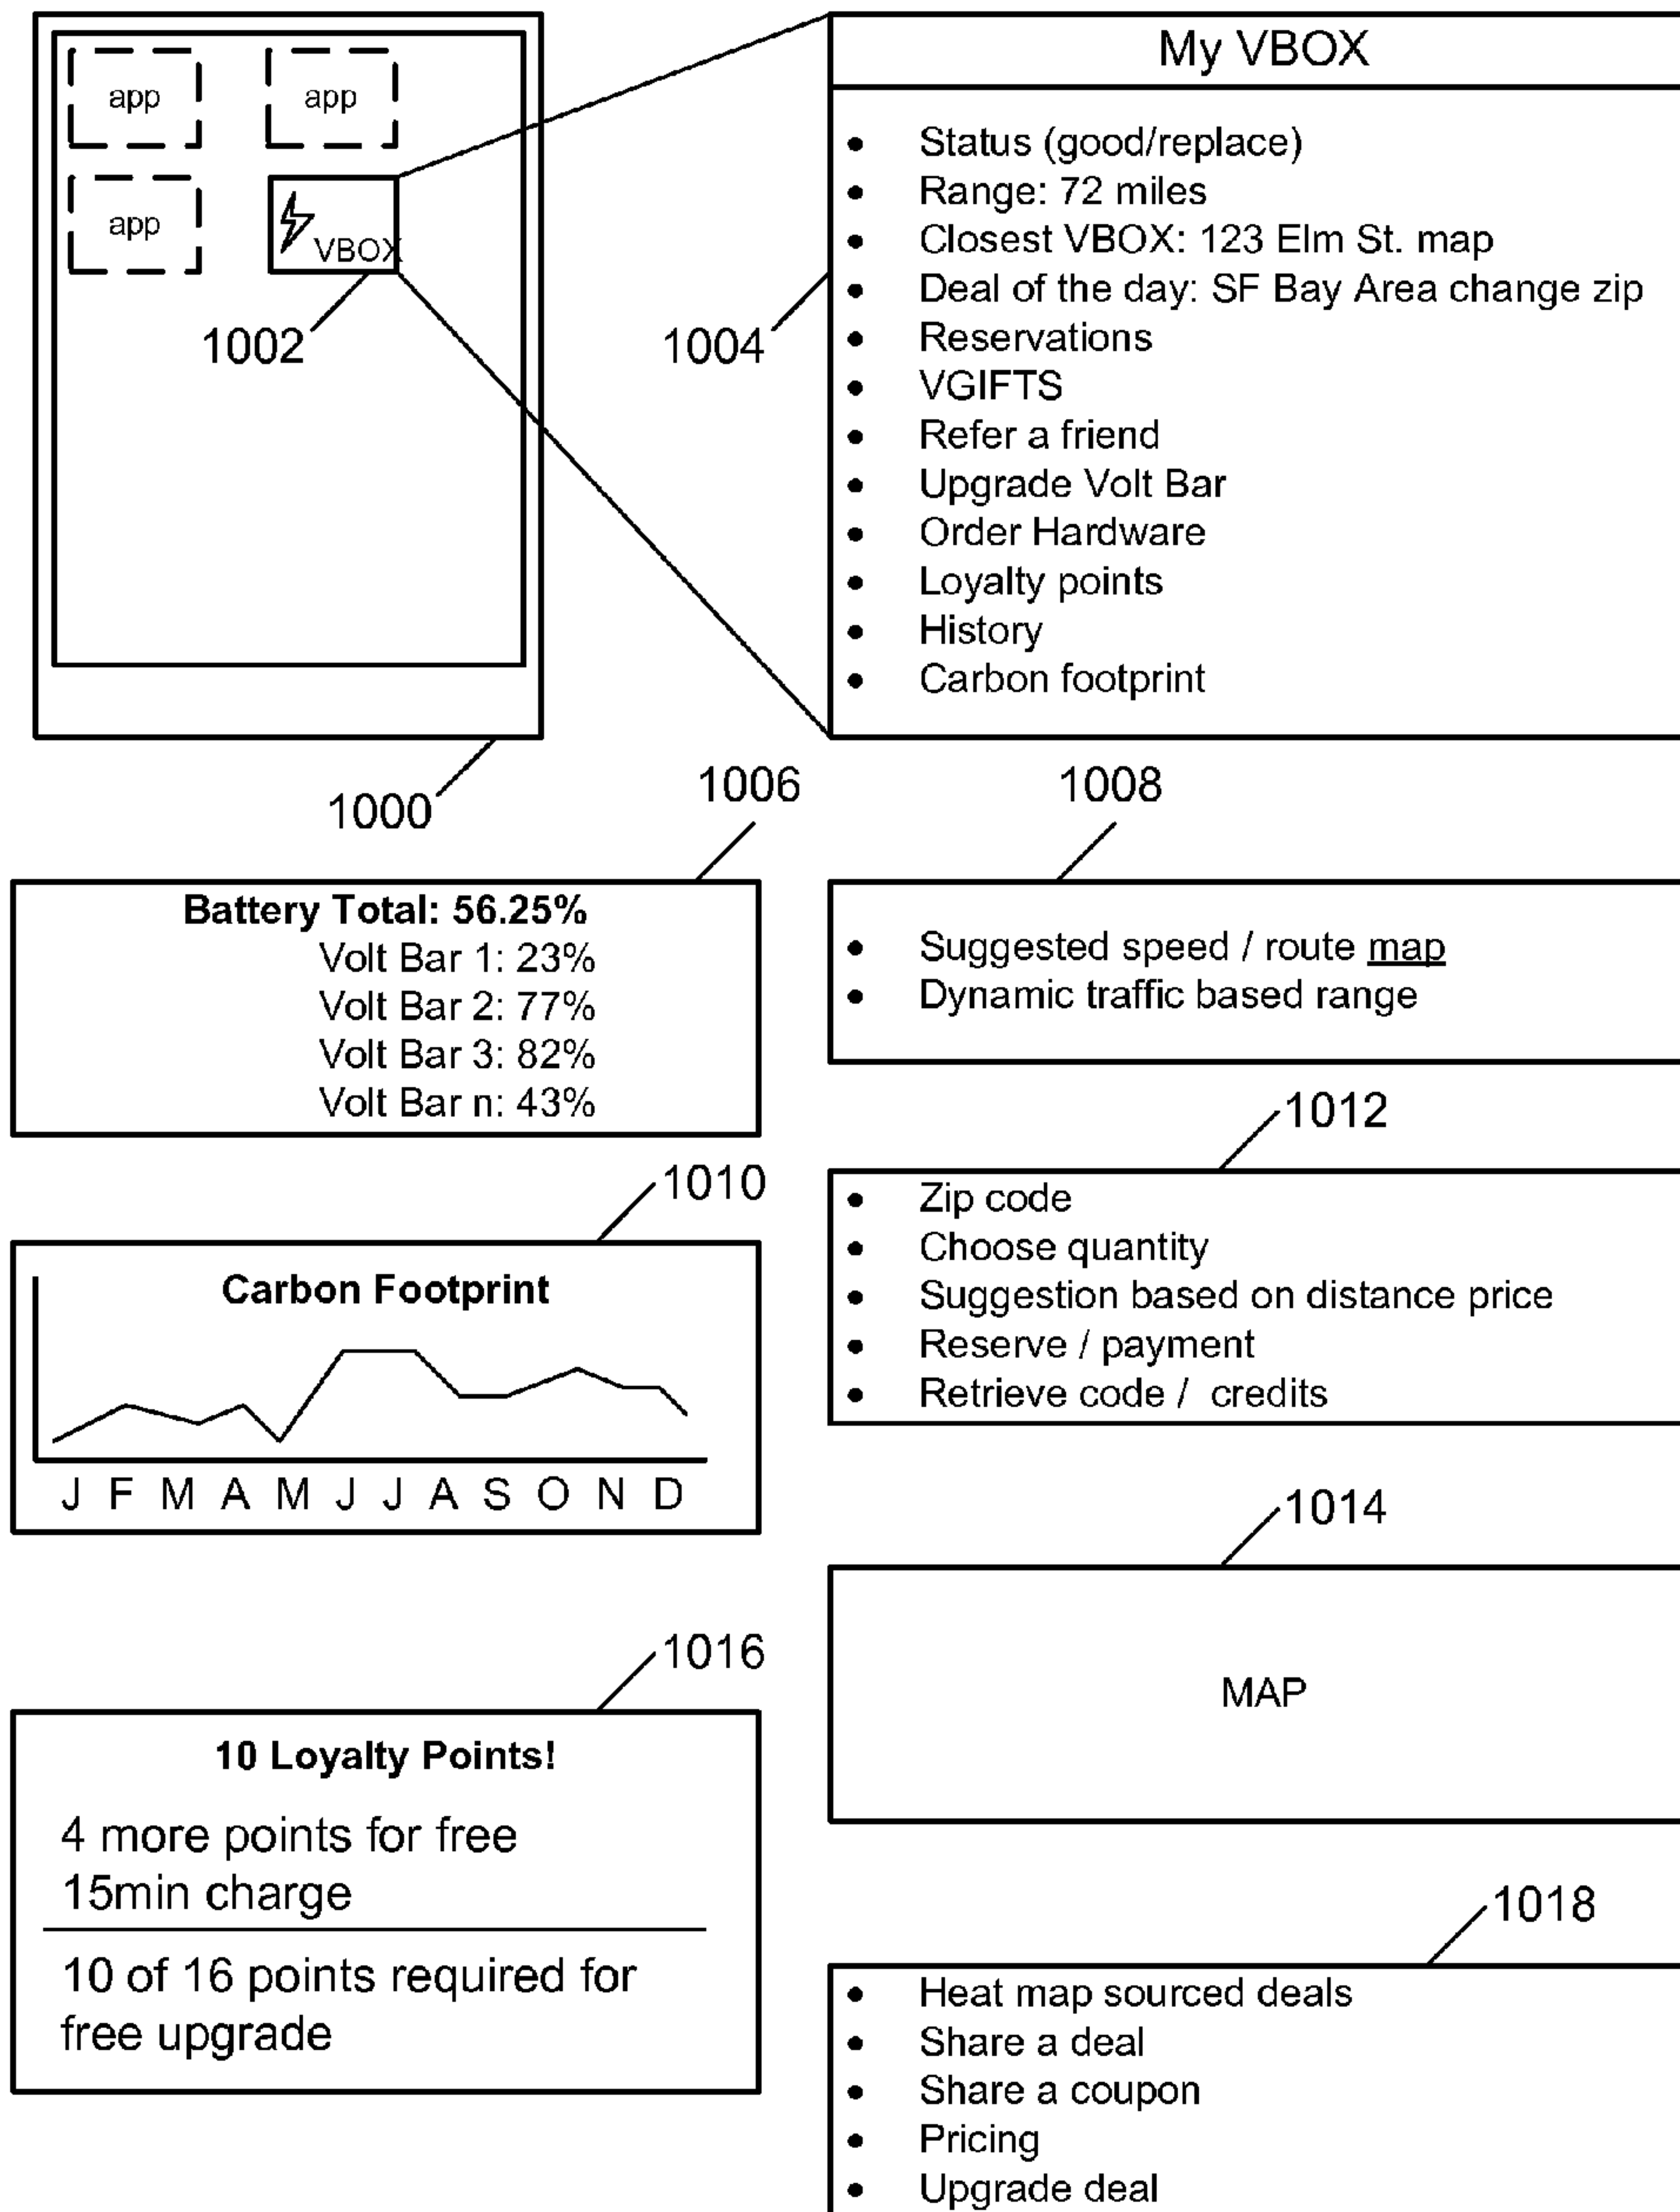 app
app
app
VBOX
1002
1000
My VBOX
• Status (good/replace)
• Range: 72 miles
• Closest VBOX: 123 Elm St. map
• Deal of the day: SF Bay Area change zip
• Reservations
• VGIFTS
• Refer a friend
• Upgrade Volt Bar
• Order Hardware
• Loyalty points
• History
• Carbon footprint
1004
1006
Battery Total: 56.25%
Volt Bar 1: 23%
Volt Bar 2: 77%
Volt Bar 3: 82%
Volt Bar n: 43%
1008
• Suggested speed / route map
• Dynamic traffic based range
1010
Carbon Footprint
J F M A M J J A S O N D
1012
• Zip code
• Choose quantity
• Suggestion based on distance price
• Reserve / payment
• Retrieve code / credits
1014
MAP
1016
10 Loyalty Points!
4 more points for free
15min charge
10 of 16 points required for
free upgrade
1018
• Heat map sourced deals
• Share a deal
• Share a coupon
• Pricing
• Upgrade deal